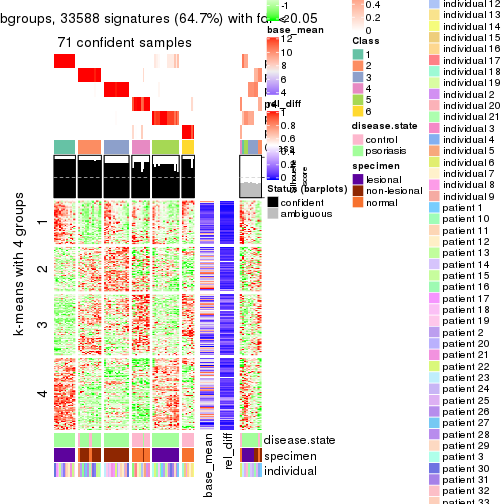 bgroups, 33588 signatures (64.7%) with
<0.05
71 confident samples
k-means with 4 groups
1
2
3
4
-1
-2
base_mean
12
10
8
6
4
rel_diff
1
0.8
0.6
0.4
0.2
0
Status (barplots)
confident
ambiguous
score
0.4
0.2
0
Class
1
2
3
4
5
6
disease.state
control
psoriasis
specimen
lesional
non-lesional
normal
disease.state
specimen
individual
base_mean
rel_diff
individual 12
individual 13
individual 14
individual 15
individual 16
individual 17
individual 18
individual 19
individual 2
individual 20
individual 21
individual 3
individual 4
individual 5
individual 6
individual 7
individual 8
individual 9
patient 1
patient 10
patient 11
patient 12
patient 13
patient 14
patient 15
patient 16
patient 17
patient 18
patient 19
patient 2
patient 20
patient 21
patient 22
patient 23
patient 24
patient 25
patient 26
patient 27
patient 28
patient 29
patient 3
patient 30
patient 31
patient 32
patient 33